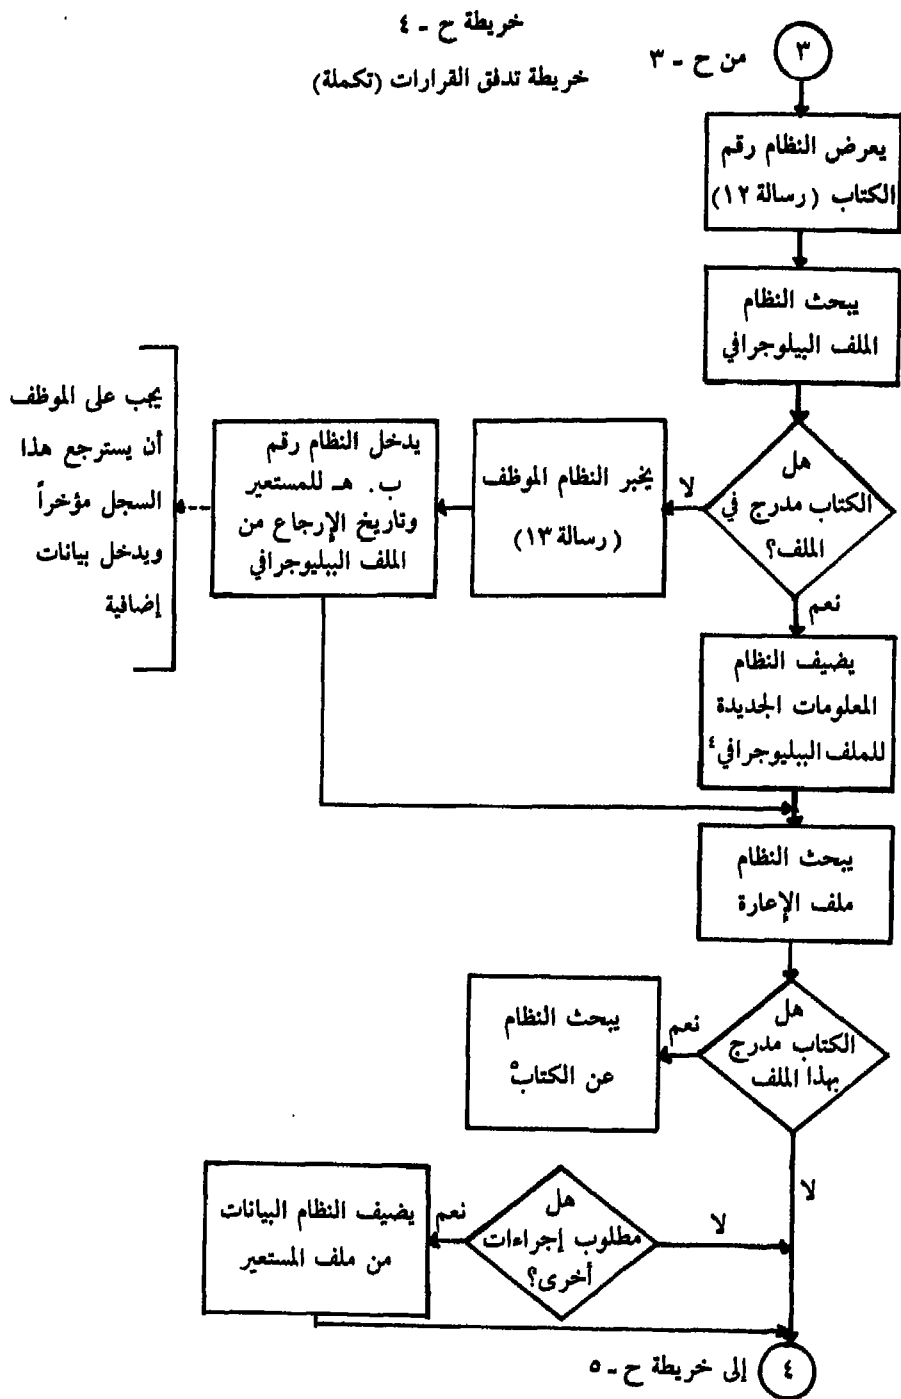 خريطة ح - ٤
٣
من ح - ٣
خريطة تدفق القرارات (تكملة)
يعرض النظام رقم
الكتاب (رسالة ١٢)
يبحث النظام
الملف البيلوجرافي
هل
الكتاب مدرج في
الملف؟
لا
يخبر النظام الموظف
(رسالة ١٣)
يدخل النظام رقم
ب. هـ للمستعير
وتاريخ الإرجاع من
الملف الببليوجرافي
يجب على الموظف
أن يسترجع هذا
السجل مؤخراً
ويدخل بيانات
إضافية
نعم
يضيف النظام
المعلومات الجديدة
للملف الببليوجرافي٤
يبحث النظام
ملف الإعارة
هل
الكتاب مدرج
بهذا الملف
نعم
يبحث النظام
عن الكتاب٥
لا
هل
مطلوب إجراءات
أخرى؟
لا
نعم
يضيف النظام البيانات
من ملف المستعير
٤
إلى خريطة ح - ٥